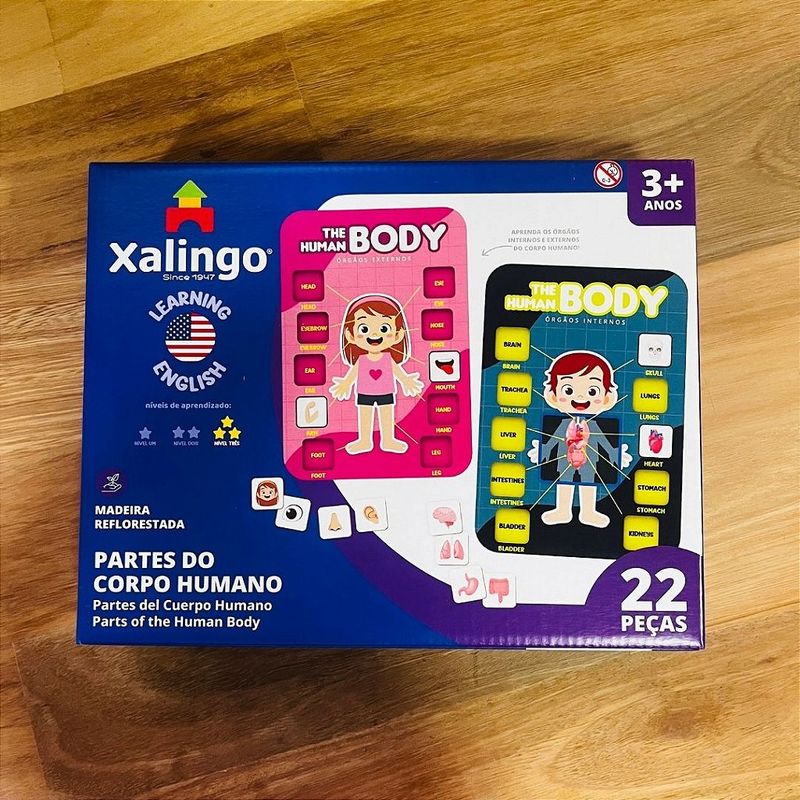 Xalingo®
Since 1947
LEARNING
ENGLISH
níveis de aprendizado:
NÍVEL UM
NÍVEL DOIS
NÍVEL TRÊS
MADEIRA
REFLORESTADA
PARTES DO
CORPO HUMANO
Partes del Cuerpo Humano
Parts of the Human Body
3+
ANOS
APRENDA OS ÓRGÃOS
INTERNOS E EXTERNOS
DO CORPO HUMANO!
THE
HUMAN BODY
ÓRGÃOS EXTERNOS
HEAD
HEAD
EYEBROW
EYEBROW
EAR
EAR
FOOT
FOOT
EYE
EYE
NOSE
NOSE
MOUTH
HAND
HAND
LEG
LEG
THE
HUMAN BODY
ÓRGÃOS INTERNOS
BRAIN
BRAIN
TRACHEA
TRACHEA
LIVER
LIVER
INTESTINES
INTESTINES
BLADDER
BLADDER
SKULL
LUNGS
LUNGS
HEART
STOMACH
STOMACH
KIDNEYS
22
PEÇAS